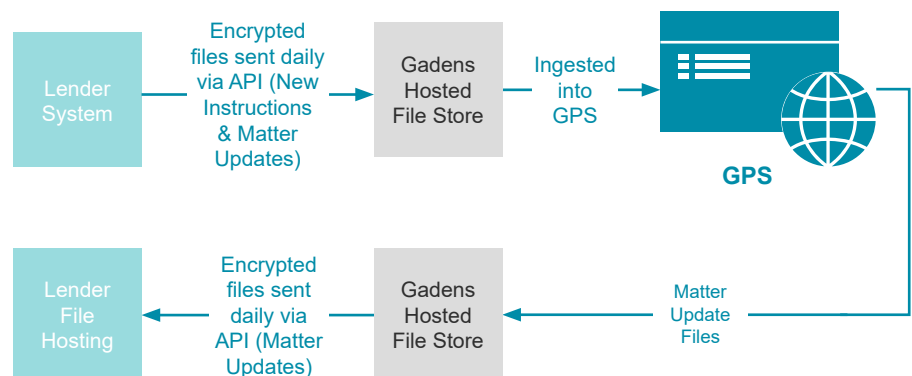 Lender
System
Encrypted
files sent daily
via API (New
Instructions
& Matter
Updates)
Gadens
Hosted
File Store
Ingested
into
GPS
GPS
Lender
File
Hosting
Encrypted
files sent
daily via
API (Matter
Updates)
Gadens
Hosted
File Store
Matter
Update
Files